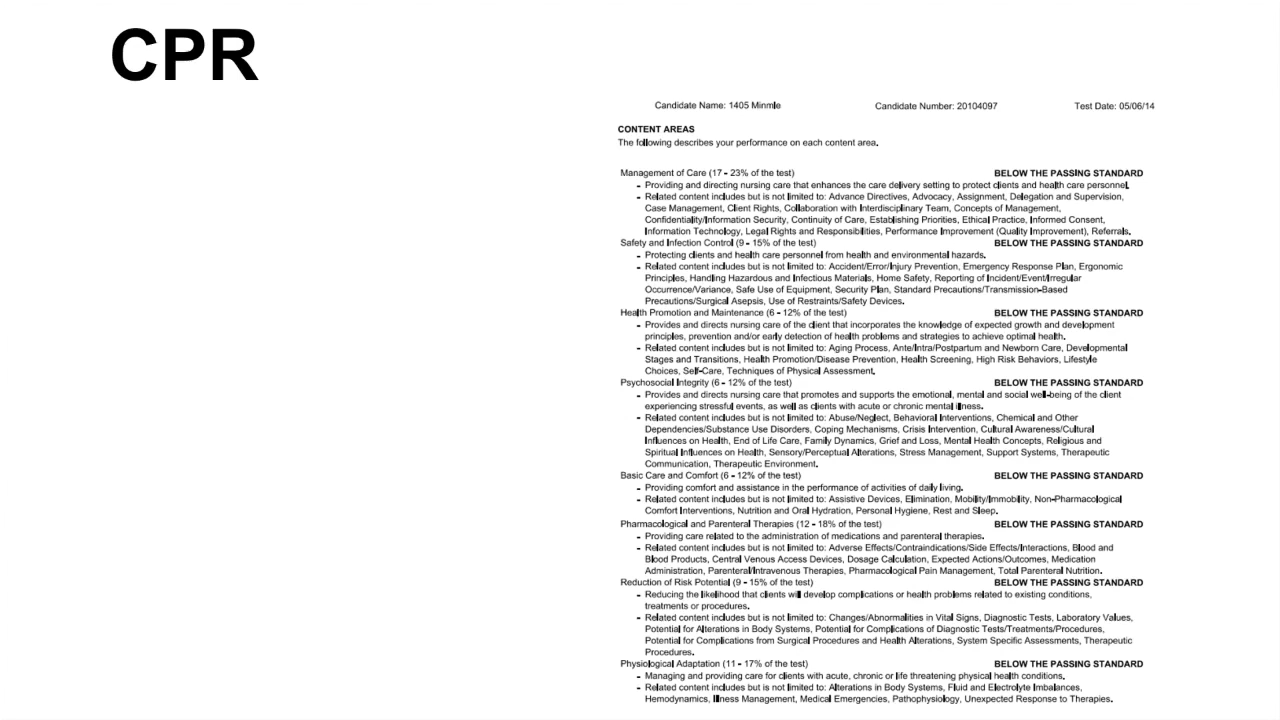 CPR
Candidate Name: 1405 Minmle Candidate Number: 20104097 Test Date: 05/06/14
CONTENT AREAS
The following describes your performance on each content area.
Management of Care (17 - 23% of the test) BELOW THE PASSING STANDARD
- Providing and directing nursing care that enhances the care delivery setting to protect clients and health care personnel.
- Related content includes but is not limited to: Advance Directives, Advocacy, Assignment, Delegation and Supervision,
Case Management, Client Rights, Collaboration with Interdisciplinary Team, Concepts of Management,
Confidentiality/Information Security, Continuity of Care, Establishing Priorities, Ethical Practice, Informed Consent,
Information Technology, Legal Rights and Responsibilities, Performance Improvement (Quality Improvement), Referrals.
Safety and Infection Control (9 - 15% of the test) BELOW THE PASSING STANDARD
- Protecting clients and health care personnel from health and environmental hazards.
- Related content includes but is not limited to: Accident/Error/Injury Prevention, Emergency Response Plan, Ergonomic
Principles, Handling Hazardous and Infectious Materials, Home Safety, Reporting of Incident/Event/Irregular
Occurrence/Variance, Safe Use of Equipment, Security Plan, Standard Precautions/Transmission-Based
Precautions/Surgical Asepsis, Use of Restraints/Safety Devices.
Health Promotion and Maintenance (6 - 12% of the test) BELOW THE PASSING STANDARD
- Provides and directs nursing care of the client that incorporates the knowledge of expected growth and development
principles, prevention and/or early detection of health problems and strategies to achieve optimal health.
- Related content includes but is not limited to: Aging Process, Ante/Intra/Postpartum and Newborn Care, Developmental
Stages and Transitions, Health Promotion/Disease Prevention, Health Screening, High Risk Behaviors, Lifestyle
Choices, Self-Care, Techniques of Physical Assessment.
Psychosocial Integrity (6 - 12% of the test) BELOW THE PASSING STANDARD
- Provides and directs nursing care that promotes and supports the emotional, mental and social well-being of the client
experiencing stressful events, as well as clients with acute or chronic mental illness.
- Related content includes but is not limited to: Abuse/Neglect, Behavioral Interventions, Chemical and Other
Dependencies/Substance Use Disorders, Coping Mechanisms, Crisis Intervention, Cultural Awareness/Cultural
Influences on Health, End of Life Care, Family Dynamics, Grief and Loss, Mental Health Concepts, Religious and
Spiritual Influences on Health, Sensory/Perceptual Alterations, Stress Management, Support Systems, Therapeutic
Communication, Therapeutic Environment.
Basic Care and Comfort (6 - 12% of the test) BELOW THE PASSING STANDARD
- Providing comfort and assistance in the performance of activities of daily living.
- Related content includes but is not limited to: Assistive Devices, Elimination, Mobility/Immobility, Non-Pharmacological
Comfort Interventions, Nutrition and Oral Hydration, Personal Hygiene, Rest and Sleep.
Pharmacological and Parenteral Therapies (12 - 18% of the test) BELOW THE PASSING STANDARD
- Providing care related to the administration of medications and parenteral therapies.
- Related content includes but is not limited to: Adverse Effects/Contraindications/Side Effects/Interactions, Blood and
Blood Products, Central Venous Access Devices, Dosage Calculation, Expected Actions/Outcomes, Medication
Administration, Parenteral/Intravenous Therapies, Pharmacological Pain Management, Total Parenteral Nutrition.
Reduction of Risk Potential (9 - 15% of the test) BELOW THE PASSING STANDARD
- Reducing the likelihood that clients will develop complications or health problems related to existing conditions,
treatments or procedures.
- Related content includes but is not limited to: Changes/Abnormalities in Vital Signs, Diagnostic Tests, Laboratory Values,
Potential for Alterations in Body Systems, Potential for Complications of Diagnostic Tests/Treatments/Procedures,
Potential for Complications from Surgical Procedures and Health Alterations, System Specific Assessments, Therapeutic
Procedures.
Physiological Adaptation (11 - 17% of the test) BELOW THE PASSING STANDARD
- Managing and providing care for clients with acute, chronic or life threatening physical health conditions.
- Related content includes but is not limited to: Alterations in Body Systems, Fluid and Electrolyte Imbalances,
Hemodynamics, Illness Management, Medical Emergencies, Pathophysiology, Unexpected Response to Therapies.